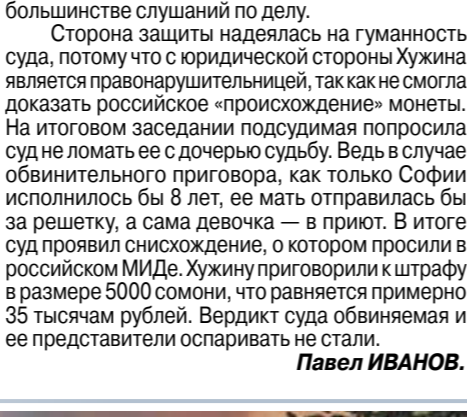 большинстве слушаний по делу.
Сторона защиты надеялась на гуманность
суда, потому что с юридической стороны Хужина
является правонарушительницей, так как не смогла
доказать российское «происхождение» монеты.
На итоговом заседании подсудимая попросила
суд не ломать ее с дочерью судьбу. Ведь в случае
обвинительного приговора, как только Софии
исполнилось бы 8 лет, ее мать отправилась бы
за решетку, а сама девочка — в приют. В итоге
суд проявил снисхождение, о котором просили в
российском МИДе. Хужину приговорили к штрафу
в размере 5000 сомони, что равняется примерно
35 тысячам рублей. Вердикт суда обвиняемая и
ее представители оспаривать не стали.
Павел ИВАНОВ.